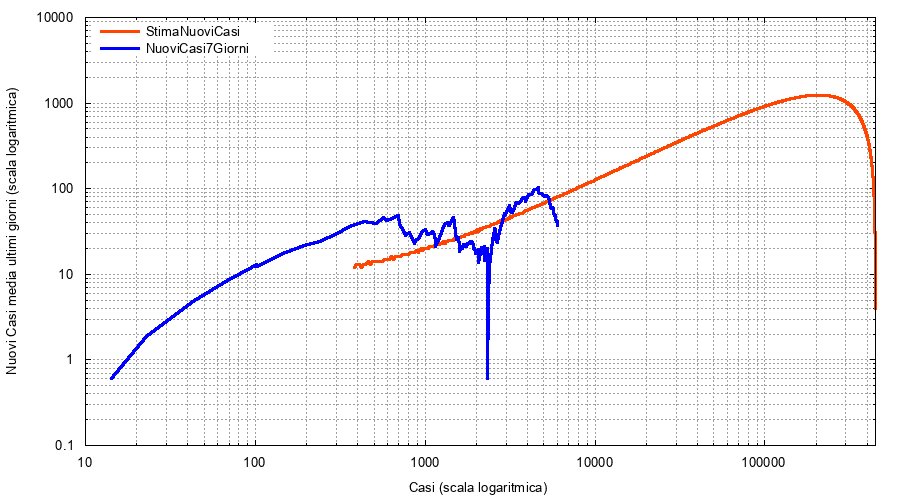 10000
1000
100
10
1
0.1
StimaNuoviCasi
NuoviCasi7Giorni
Nuovi Casi media ultimi giorni (scala logaritmica)
10 100 1000 10000 100000
Casi (scala logaritmica)